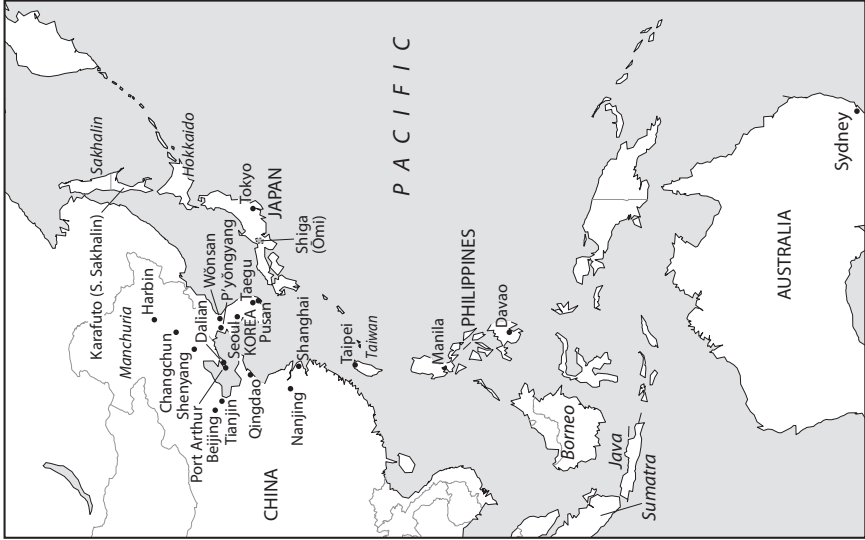 Sakhalin
Karafuto (S. Sakhalin)
Hokkaido
Manchuria
Harbin
Changchun
Shenyang
Dalian
Port Arthur
Beijing
Tianjin
Qingdao
Nanjing
CHINA
Wŏnsan
P'yŏngyang
Seoul
KOREA
Taegu
Pusan
Tokyo
JAPAN
Shiga
(Ōmi)
Shanghai
Taipei
Taiwan
PACIFIC
Manila
PHILIPPINES
Davao
Borneo
Java
Sumatra
AUSTRALIA
Sydney